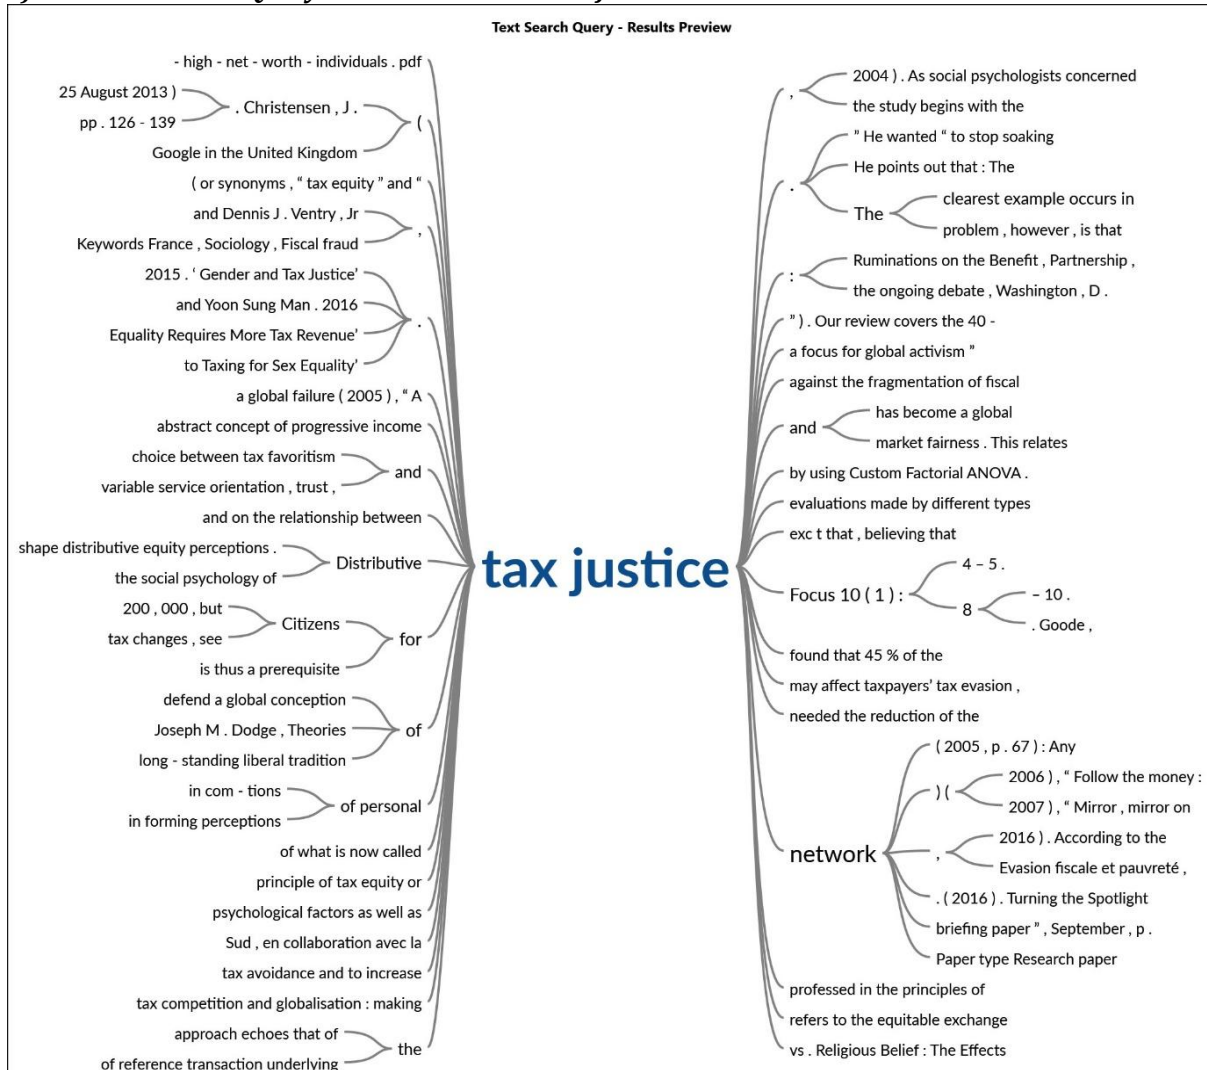 Text Search Query - Results Preview
- high - net - worth - individuals . pdf
25 August 2013 )
pp . 126 - 139
. Christensen , J .
Google in the United Kingdom
(
( or synonyms , “ tax equity ” and “
and Dennis J . Ventry , Jr
Keywords France , Sociology , Fiscal fraud
,
2015 . ‘ Gender and Tax Justice’
and Yoon Sung Man . 2016
Equality Requires More Tax Revenue’
to Taxing for Sex Equality’
.
a global failure ( 2005 ) , “ A
abstract concept of progressive income
choice between tax favoritism
variable service orientation , trust ,
and
and on the relationship between
shape distributive equity perceptions .
the social psychology of
Distributive
200 , 000 , but
tax changes , see
Citizens
is thus a prerequisite
for
defend a global conception
Joseph M . Dodge , Theories
long - standing liberal tradition
of
in com - tions
in forming perceptions
of personal
of what is now called
principle of tax equity or
psychological factors as well as
Sud , en collaboration avec la
tax avoidance and to increase
tax competition and globalisation : making
approach echoes that of
of reference transaction underlying
the
tax justice
,
2004 ) . As social psychologists concerned
the study begins with the
.
” He wanted “ to stop soaking
He points out that : The
The
clearest example occurs in
problem , however , is that
:
Ruminations on the Benefit , Partnership ,
the ongoing debate , Washington , D .
” ) . Our review covers the 40 -
a focus for global activism ”
against the fragmentation of fiscal
and
has become a global
market fairness . This relates
by using Custom Factorial ANOVA .
evaluations made by different types
exc t that , believing that
Focus 10 ( 1 ) :
4 – 5 .
8
– 10 .
. Goode ,
found that 45 % of the
may affect taxpayers’ tax evasion ,
needed the reduction of the
network
( 2005 , p . 67 ) : Any
) (
2006 ) , “ Follow the money :
2007 ) , “ Mirror , mirror on
,
2016 ) . According to the
Evasion fiscale et pauvreté ,
. ( 2016 ) . Turning the Spotlight
briefing paper ” , September , p .
Paper type Research paper
professed in the principles of
refers to the equitable exchange
vs . Religious Belief : The Effects